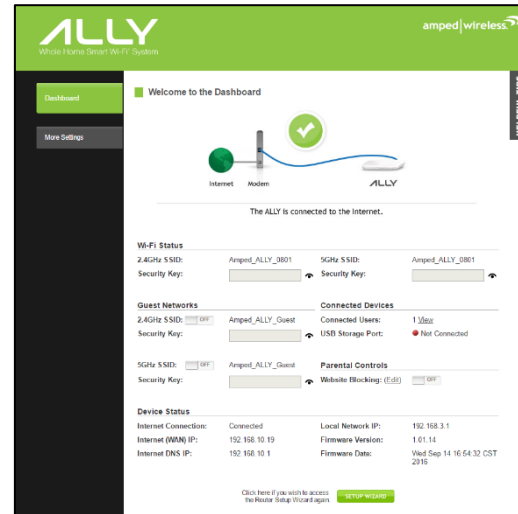 ALLY
amped|wireless
Whole Home Smart Wi-Fi System
Dashboard
More Settings
Welcome to the Dashboard
Internet Modem ALLY
The ALLY is connected to the Internet.
Wi-Fi Status
2.4GHz SSID: Amped_ALLY_0801 5GHz SSID: Amped_ALLY_0801
Security Key: Security Key:
Guest Networks Connected Devices
2.4GHz SSID: OFF Amped_ALLY_Guest Connected Users: 1 View
Security Key: USB Storage Port: Not Connected
5GHz SSID: OFF Amped_ALLY_Guest Parental Controls
Security Key: Website Blocking: (Edit) OFF
Device Status
Internet Connection: Connected Local Network IP: 192.168.3.1
Internet (WAN) IP: 192.168.10.19 Firmware Version: 1.01.14
Internet DNS IP: 192.168.10.1 Firmware Date: Wed Sep 14 16:54:32 CST
2016
Click here if you wish to access
the Router Setup Wizard again.
SETUP WIZARD